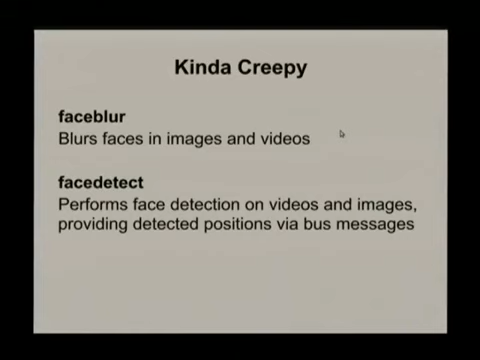 Kinda Creepy
faceblur
Blurs faces in images and videos
facedetect
Performs face detection on videos and images,
providing detected positions via bus messages